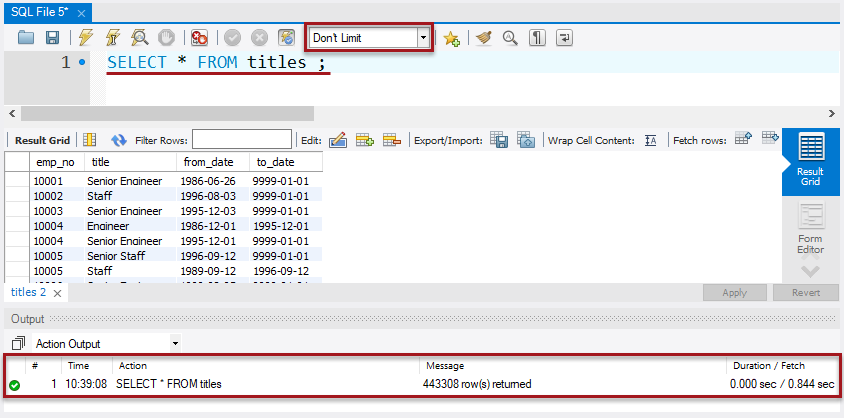 SQL File 5*
Don't Limit
1 SELECT * FROM titles ;
Result Grid Filter Rows: Edit: Export/Import: Wrap Cell Content: Fetch rows:
emp_no title from_date to_date
10001 Senior Engineer 1986-06-26 9999-01-01
10002 Staff 1996-08-03 9999-01-01
10003 Senior Engineer 1995-12-03 9999-01-01
10004 Engineer 1986-12-01 1995-12-01
10004 Senior Engineer 1995-12-01 9999-01-01
10005 Senior Staff 1996-09-12 9999-01-01
10005 Staff 1989-09-12 1996-09-12
Result
Grid
Form
Editor
titles 2 Apply Revert
Output
Action Output
# Time Action Message Duration / Fetch
1 10:39:08 SELECT * FROM titles 443308 row(s) returned 0.000 sec / 0.844 sec